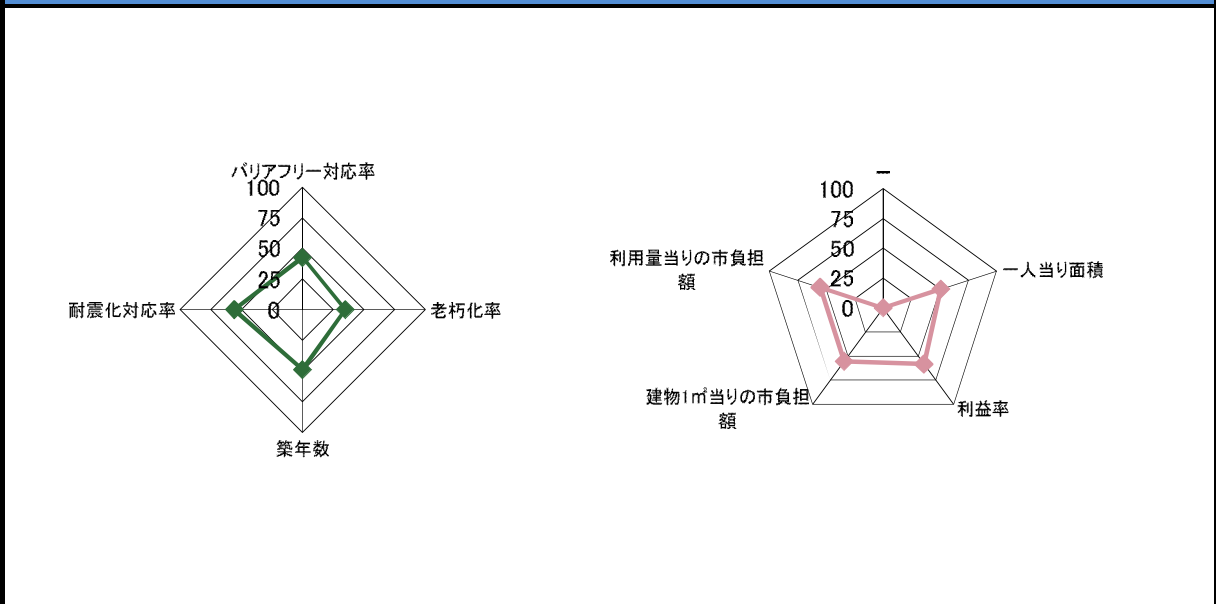 バリアフリー対応率
100
75
50
25
0
耐震化対応率
老朽化率
築年数
ー
100
75
50
25
0
利用量当りの市負担
額
一人当り面積
建物1㎡当りの市負担
額
利益率